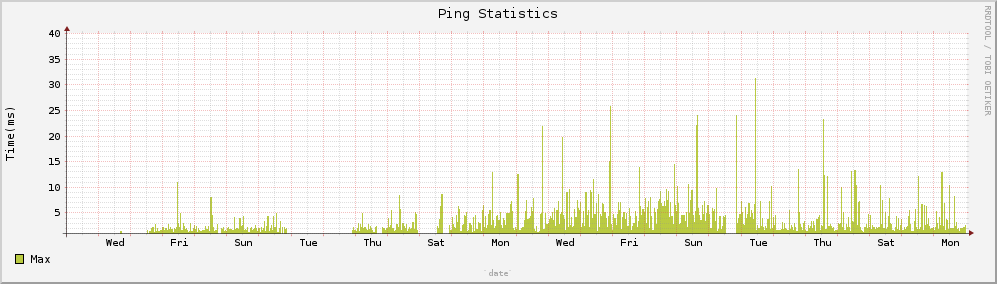 Ping Statistics
RRDTOOL / TOBI OETIKER
Time(ms)
40
35
30
25
20
15
10
5
Wed Fri Sun Tue Thu Sat Mon Wed Fri Sun Tue Thu Sat Mon
Max
`date`